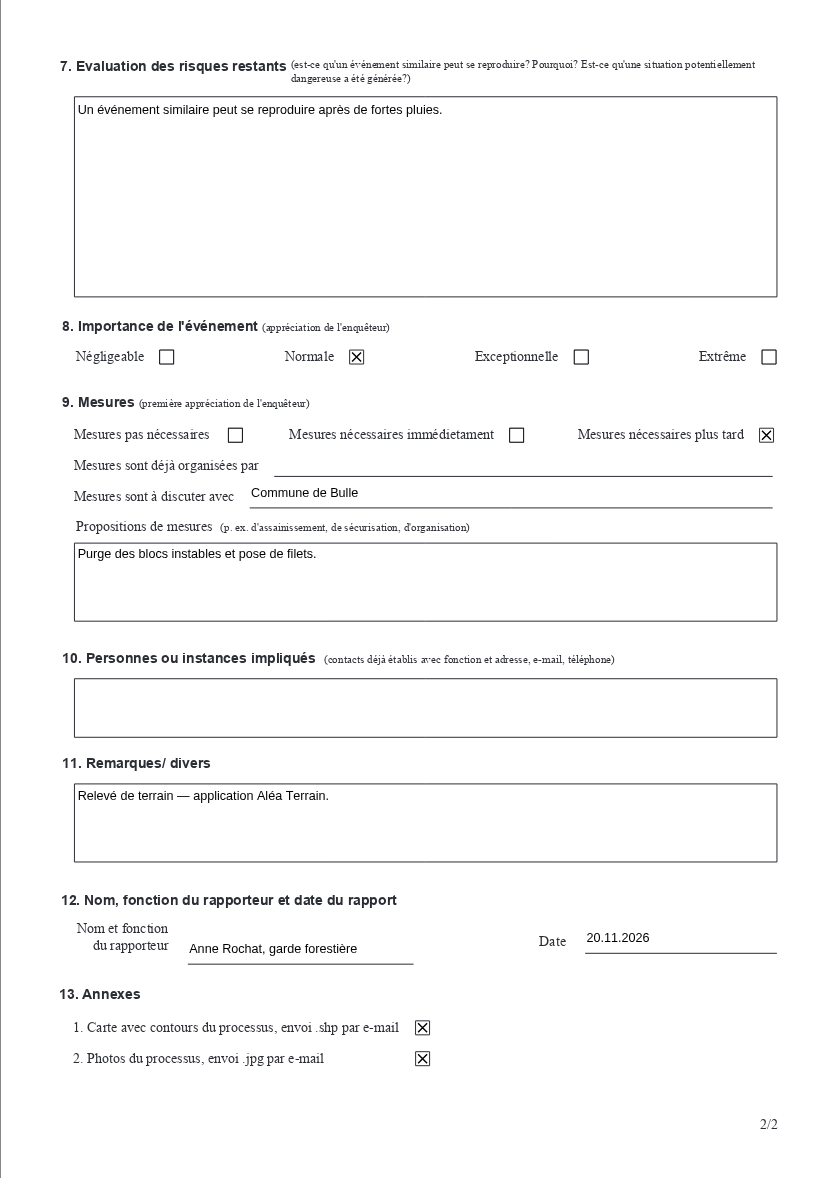 7. Evaluation des risques restants (est-ce qu'un événement similaire peut se reproduire? Pourquoi? Est-ce qu'une situation potentiellement
dangereuse a été générée?)
Un événement similaire peut se reproduire après de fortes pluies.
8. Importance de l'événement (appréciation de l'enquêteur)
Négligeable Normale Exceptionnelle Extrême
9. Mesures (première appréciation de l'enquêteur)
Mesures pas nécessaires Mesures nécessaires immédietament Mesures nécessaires plus tard
Mesures sont déjà organisées par
Mesures sont à discuter avec Commune de Bulle
Propositions de mesures (p. ex. d'assainissement, de sécurisation, d'organisation)
Purge des blocs instables et pose de filets.
10. Personnes ou instances impliqués (contacts déjà établis avec fonction et adresse, e-mail, téléphone)
11. Remarques/ divers
Relevé de terrain — application Aléa Terrain.
12. Nom, fonction du rapporteur et date du rapport
Nom et fonction
du rapporteur Anne Rochat, garde forestière Date 20.11.2026
13. Annexes
1. Carte avec contours du processus, envoi .shp par e-mail
2. Photos du processus, envoi .jpg par e-mail
2/2